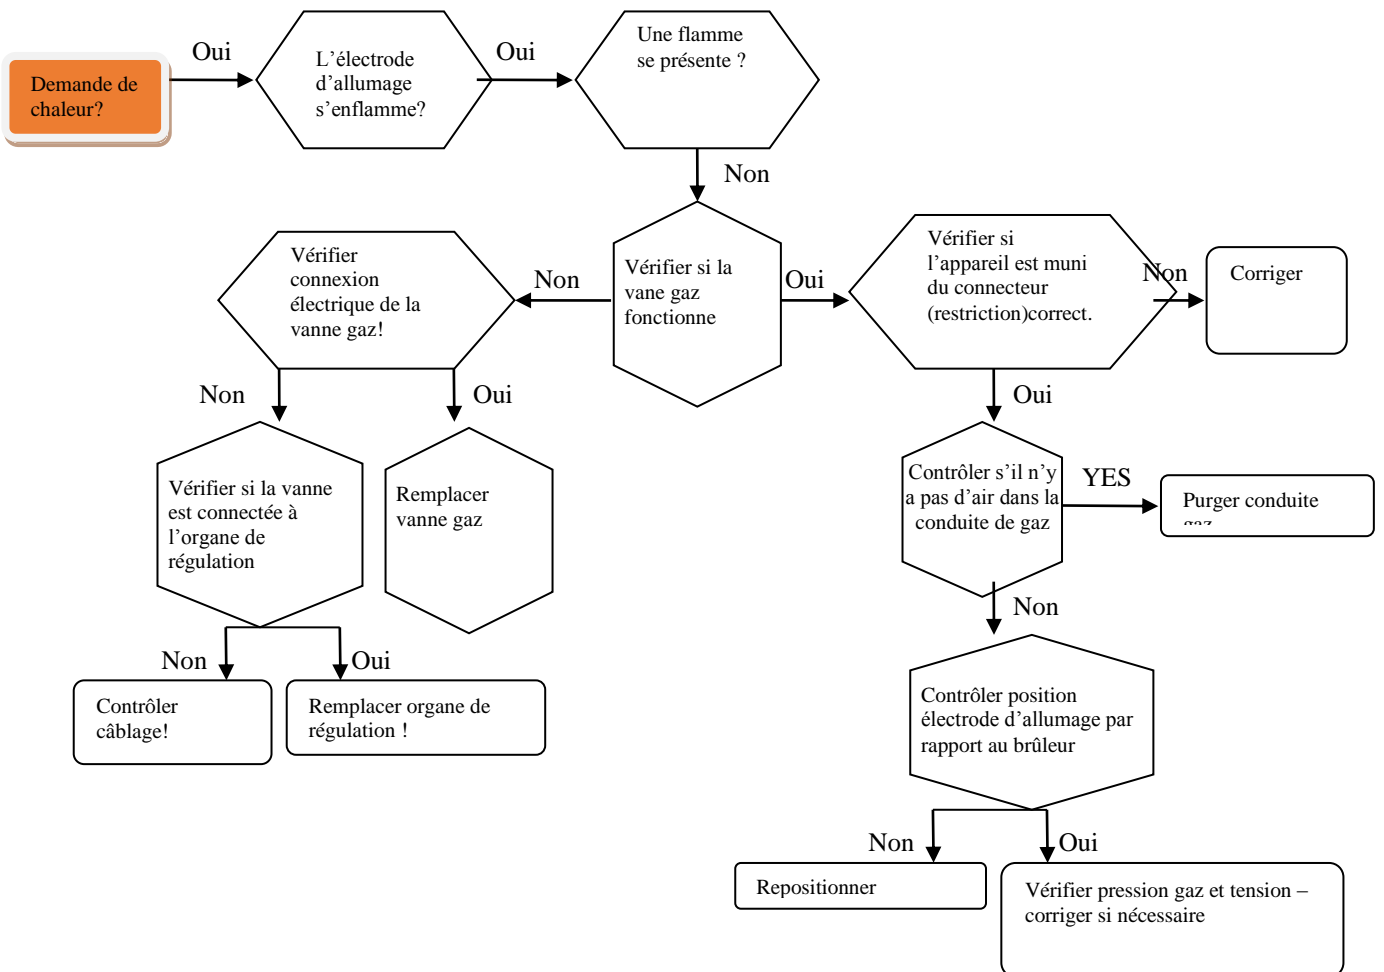 Demande de
chaleur?
Oui
L’électrode
d’allumage
s’enflamme?
Oui
Une flamme
se présente ?
Non
Vérifier
connexion
électrique de la
vanne gaz!
Non
Vérifier si la
vane gaz
fonctionne
Oui
Vérifier si
l’appareil est muni
du connecteur
(restriction)correct.
Non
Corriger
Non
Oui
Oui
Vérifier si la vanne
est connectée à
l’organe de
régulation
Remplacer
vanne gaz
Contrôler s’il n’y
a pas d’air dans la
conduite de gaz
YES
Purger conduite
gaz
Non
Non
Oui
Contrôler
câblage!
Remplacer organe de
régulation !
Contrôler position
électrode d’allumage par
rapport au brûleur
Non
Oui
Repositionner
Vérifier pression gaz et tension –
corriger si nécessaire